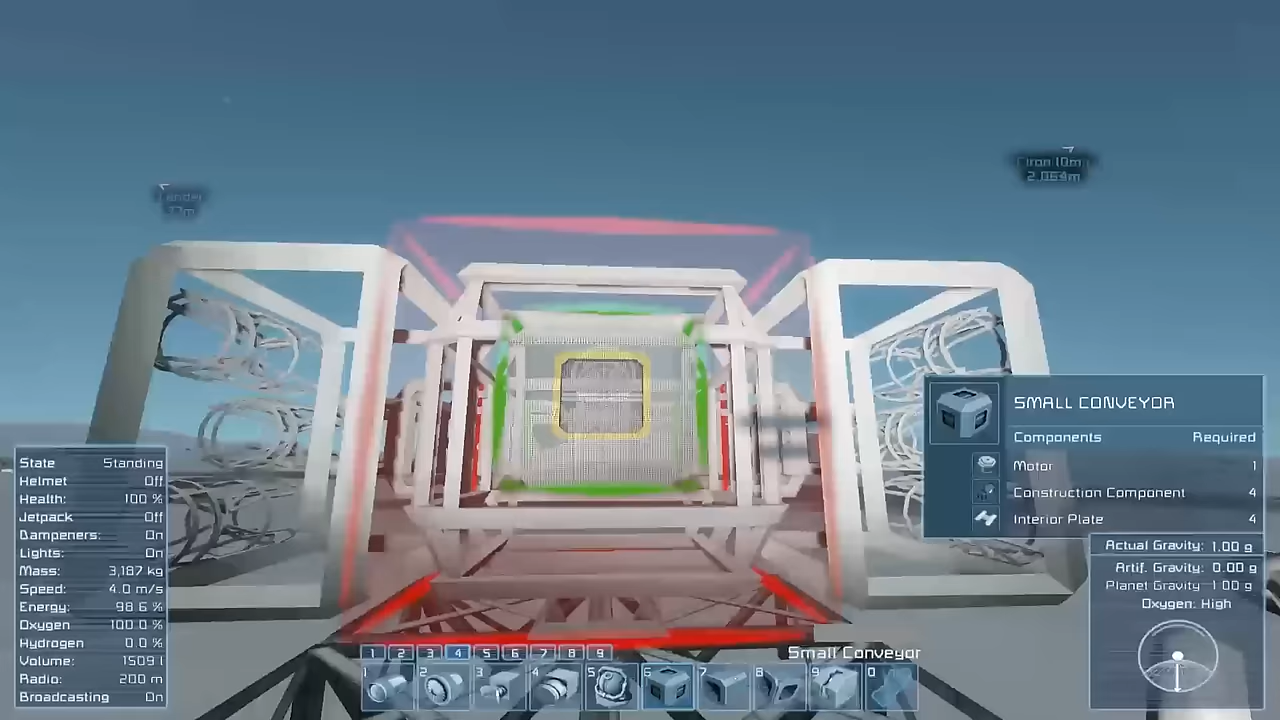 Iron 10m
2,064m
SMALL CONVEYOR
Components Required
Motor 1
Construction Component 4
Interior Plate 4
State Standing
Helmet Off
Health: 100 %
Jetpack Off
Dampeners: On
Lights: On
Mass: 3,187 kg
Speed: 4.0 m/s
Energy: 98.6 %
Oxygen 100.0 %
Hydrogen 0.0 %
Volume: 1509 l
Radio: 200 m
Broadcasting On
Actual Gravity: 1.00 g
Artif. Gravity: 0.00 g
Planet Gravity 1.00 g
Oxygen: High
Small Conveyor
1 2 3 4 5 6 7 8 9
1 2 3 4 5 6 7 8 9 0